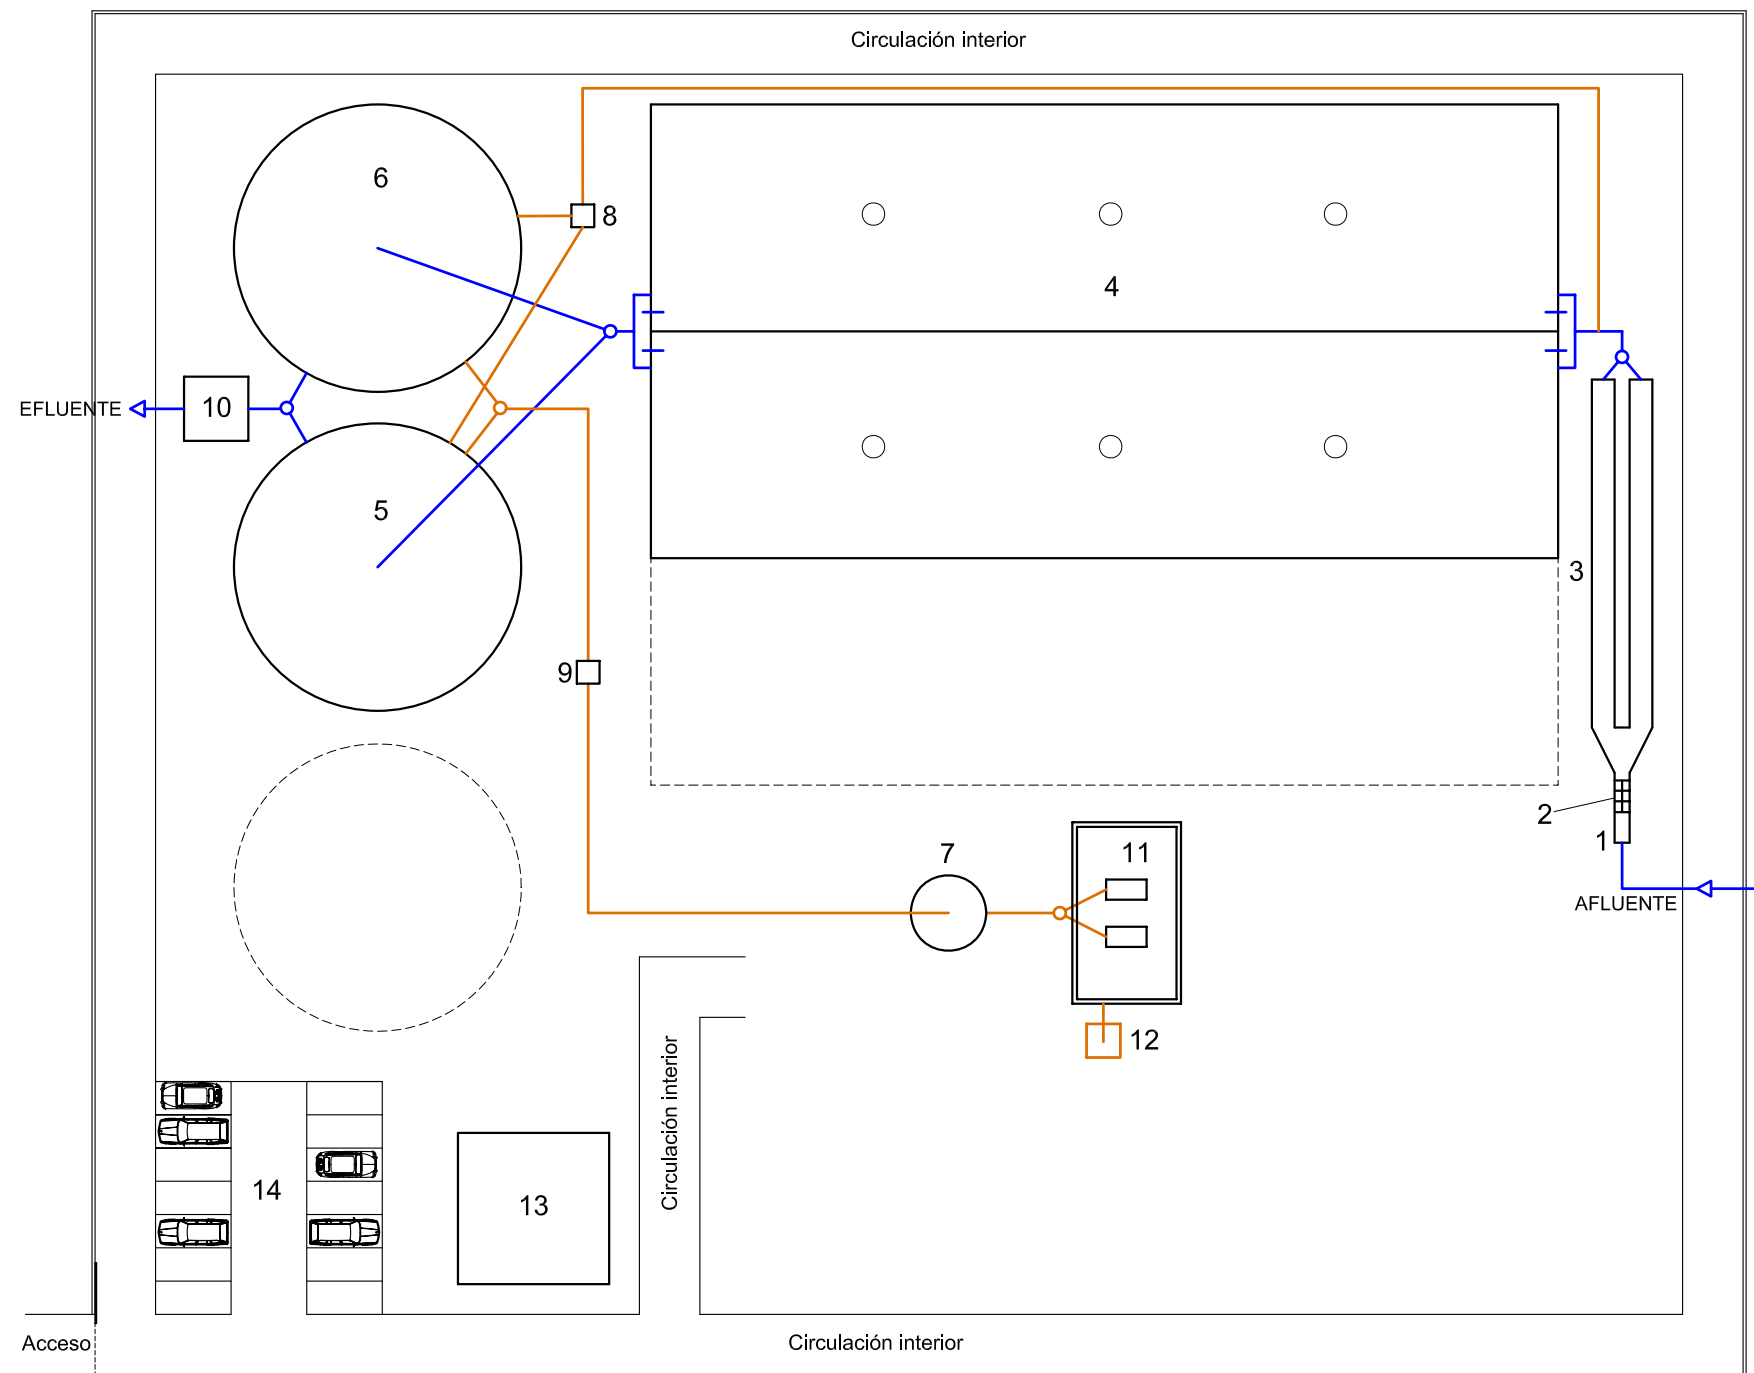 Circulación interior
6
8
4
EFLUENTE
10
5
3
9
2
1
7
11
AFLUENTE
12
Circulación interior
14
13
Acceso
Circulación interior